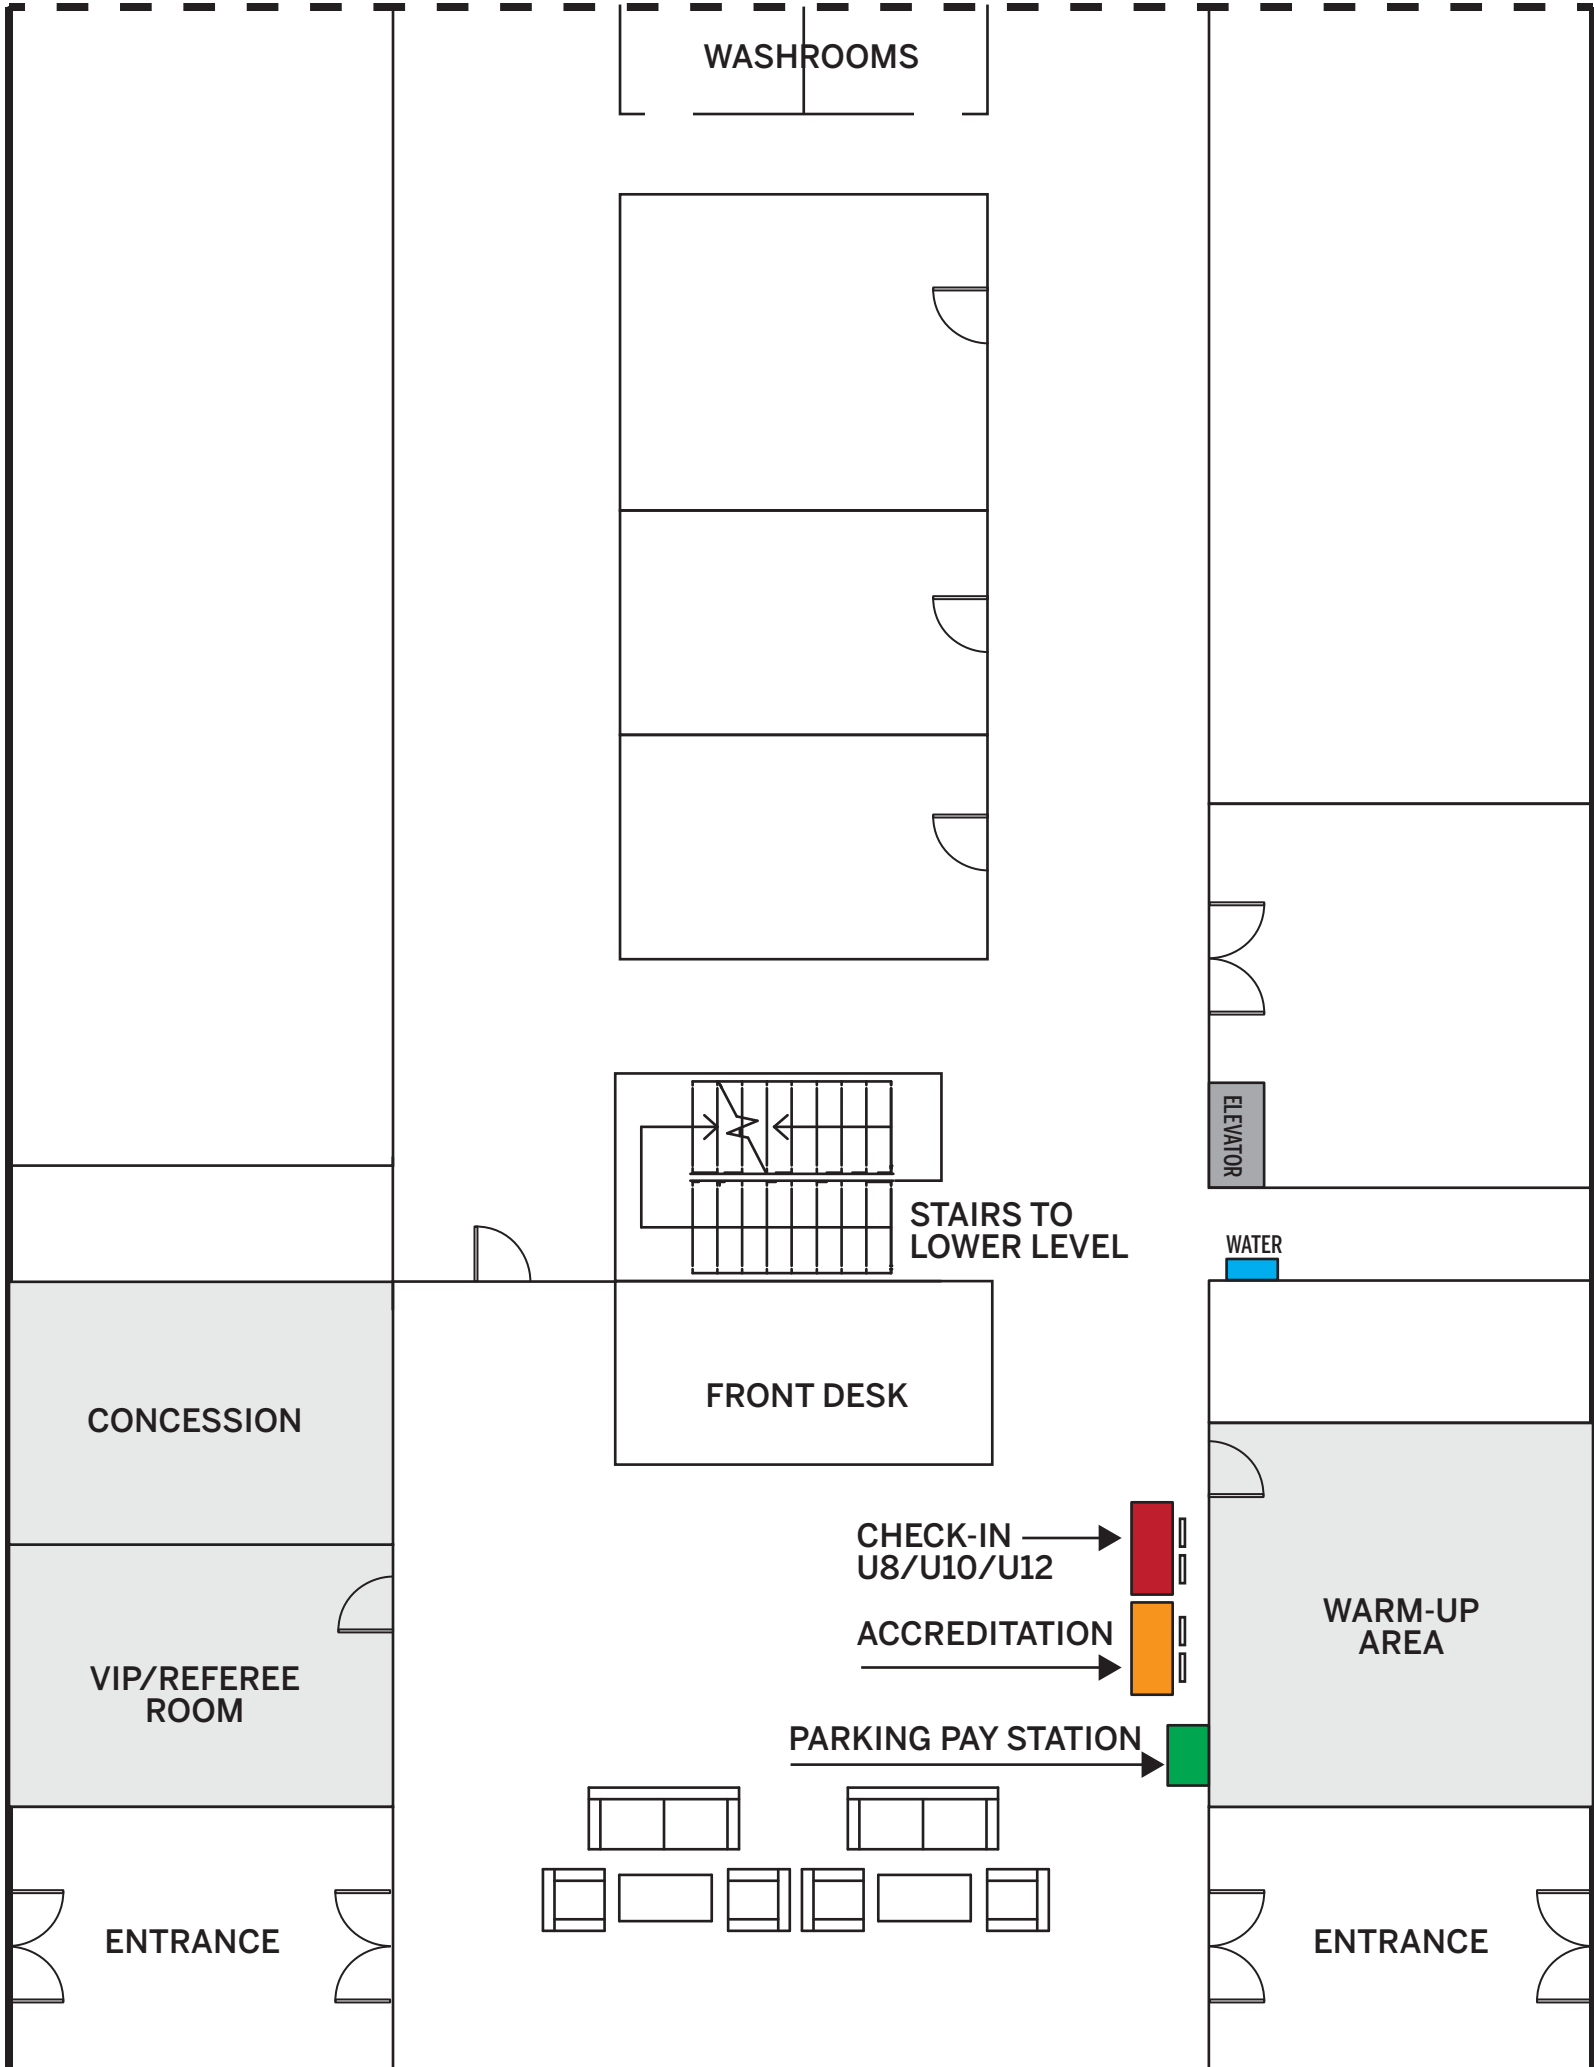 WASHROOMS
ELEVATOR
STAIRS TO
LOWER LEVEL
WATER
FRONT DESK
CONCESSION
CHECK-IN
U8/U10/U12
WARM-UP
AREA
ACCREDITATION
VIP/REFEREE
ROOM
PARKING PAY STATION
ENTRANCE
ENTRANCE